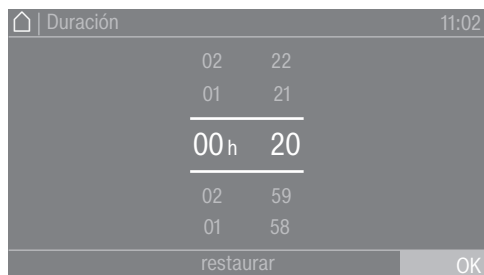 | Duración 11:02
02 22
01 21
00 h 20
02 59
01 58
restaurar OK